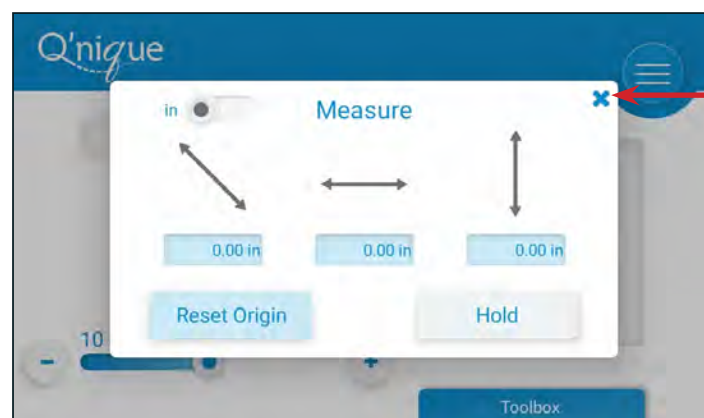 Q'nique
in
Measure
0.00 in
0.00 in
0.00 in
Reset Origin
Hold
10
Toolbox